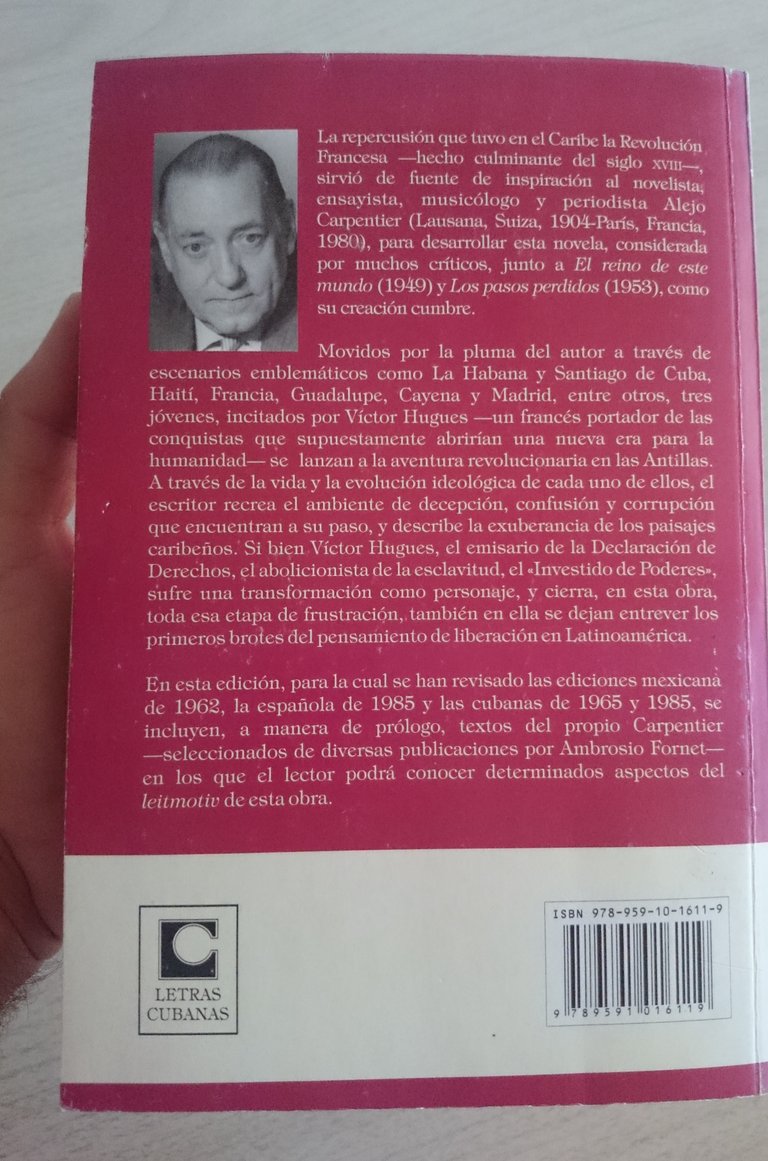 La repercusión que tuvo en el Caribe la Revolución
Francesa —hecho culminante del siglo XVIII—,
sirvió de fuente de inspiración al novelista,
ensayista, musicólogo y periodista Alejo
Carpentier (Lausana, Suiza, 1904-París, Francia,
1980), para desarrollar esta novela, considerada
por muchos críticos, junto a El reino de este
mundo (1949) y Los pasos perdidos (1953), como
su creación cumbre.
Movidos por la pluma del autor a través de
escenarios emblemáticos como La Habana y Santiago de Cuba,
Haití, Francia, Guadalupe, Cayena y Madrid, entre otros, tres
jóvenes, incitados por Víctor Hugues —un francés portador de las
conquistas que supuestamente abrirían una nueva era para la
humanidad— se lanzan a la aventura revolucionaria en las Antillas.
A través de la vida y la evolución ideológica de cada uno de ellos, el
escritor recrea el ambiente de decepción, confusión y corrupción
que encuentran a su paso, y describe la exuberancia de los paisajes
caribeños. Si bien Víctor Hugues, el emisario de la Declaración de
Derechos, el abolicionista de la esclavitud, el «Investido de Poderes»,
sufre una transformación como personaje, y cierra, en esta obra,
toda esa etapa de frustración, también en ella se dejan entrever los
primeros brotes del pensamiento de liberación en Latinoamérica.
En esta edición, para la cual se han revisado las ediciones mexicana
de 1962, la española de 1985 y las cubanas de 1965 y 1985, se
incluyen, a manera de prólogo, textos del propio Carpentier
—seleccionados de diversas publicaciones por Ambrosio Fornet—
en los que el lector podrá conocer determinados aspectos del
leitmotiv de esta obra.
LETRAS
CUBANAS
ISBN 978-959-10-1611-9
9 789591 016119